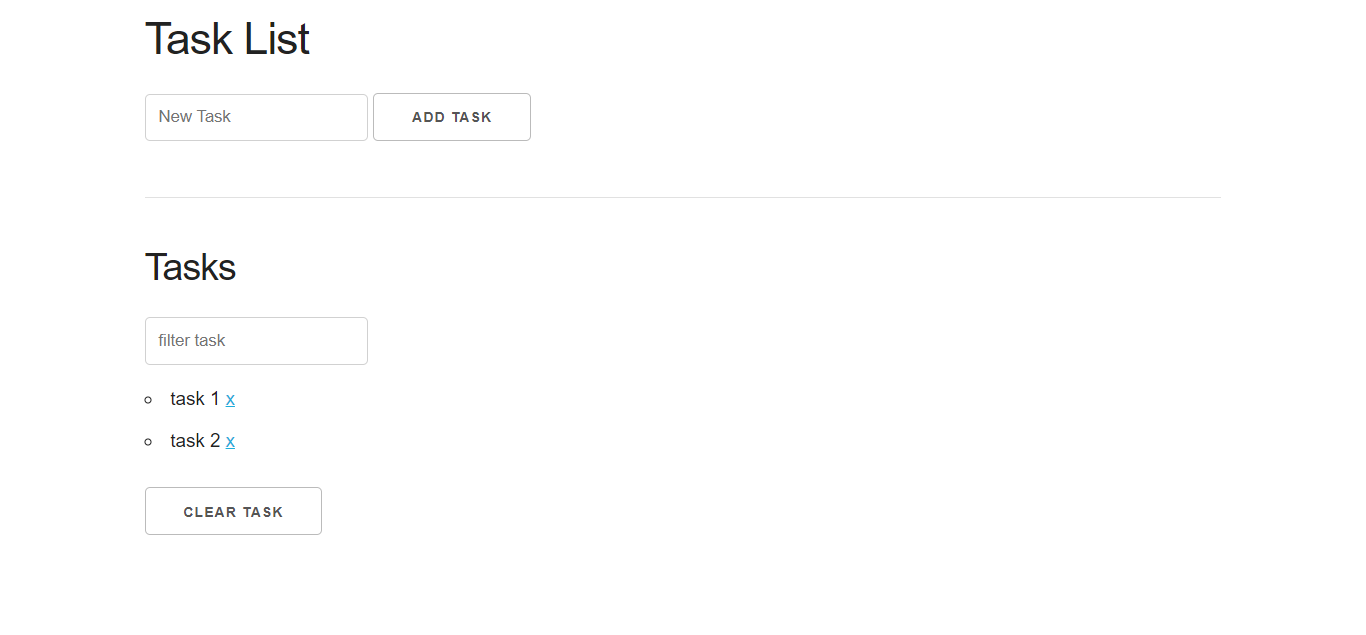 Task List
New Task ADD TASK
Tasks
filter task
task 1 x
task 2 x
CLEAR TASK